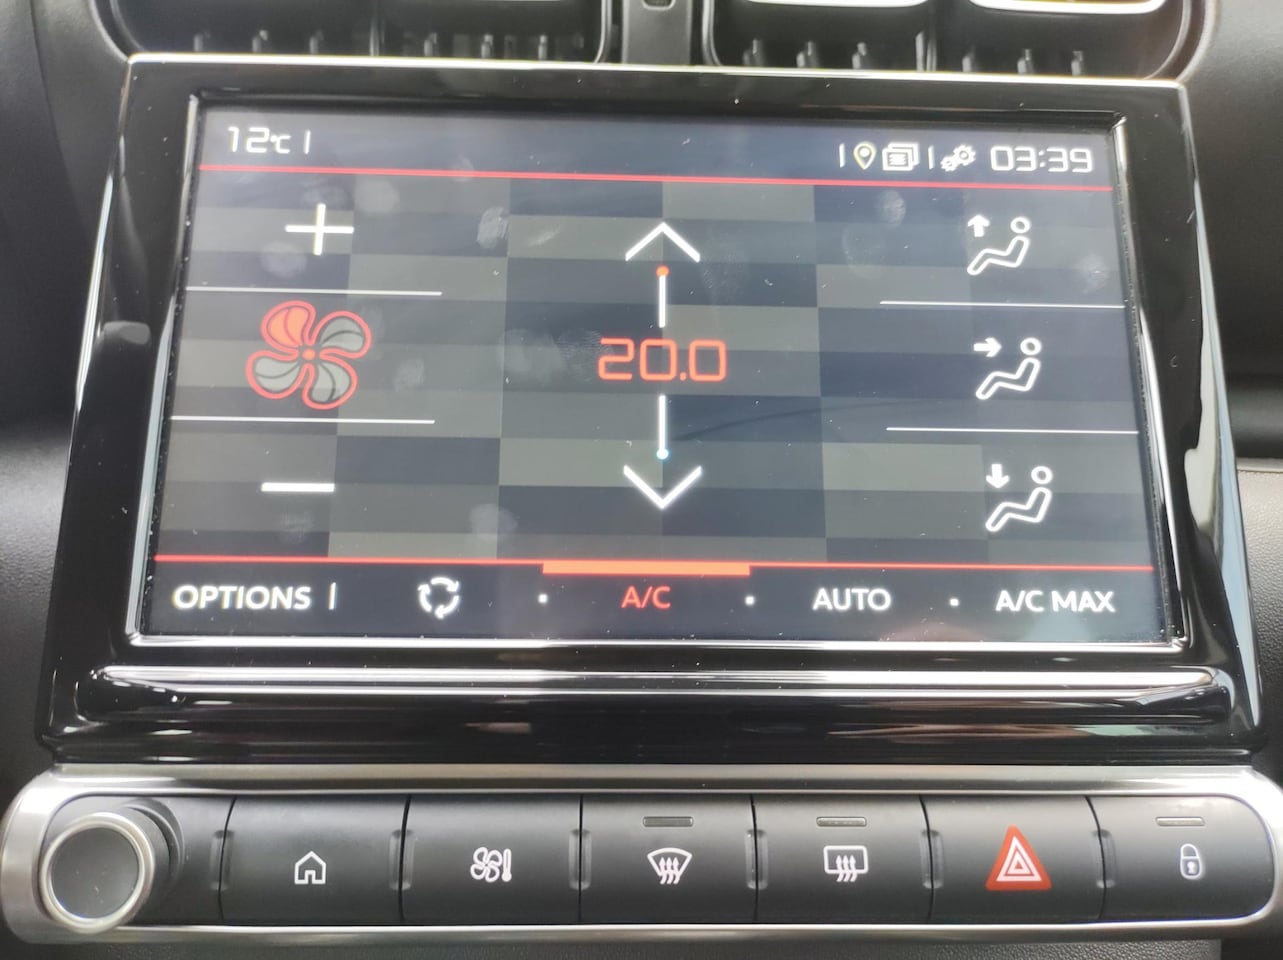 12°C
03:39
20.0
OPTIONS A/C AUTO A/C MAX